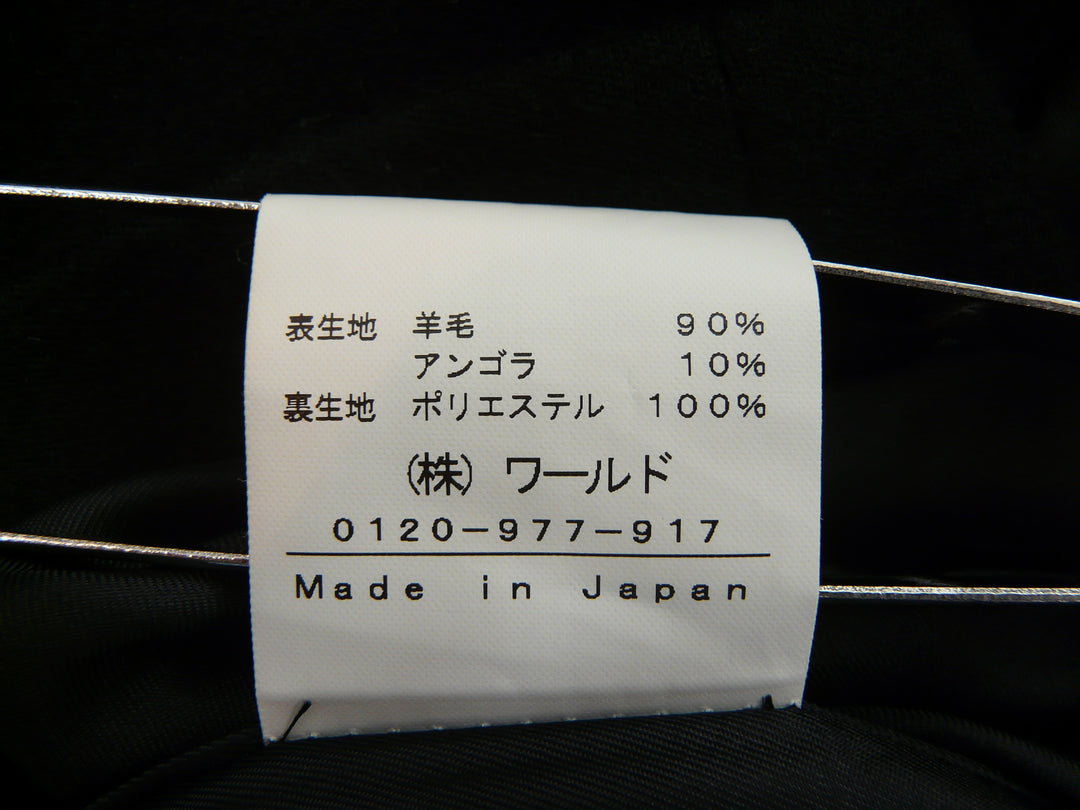 表生地 羊毛 90%
アンゴラ 10%
裏生地 ポリエステル 100%
(株) ワールド
0120-977-917
Made in Japan